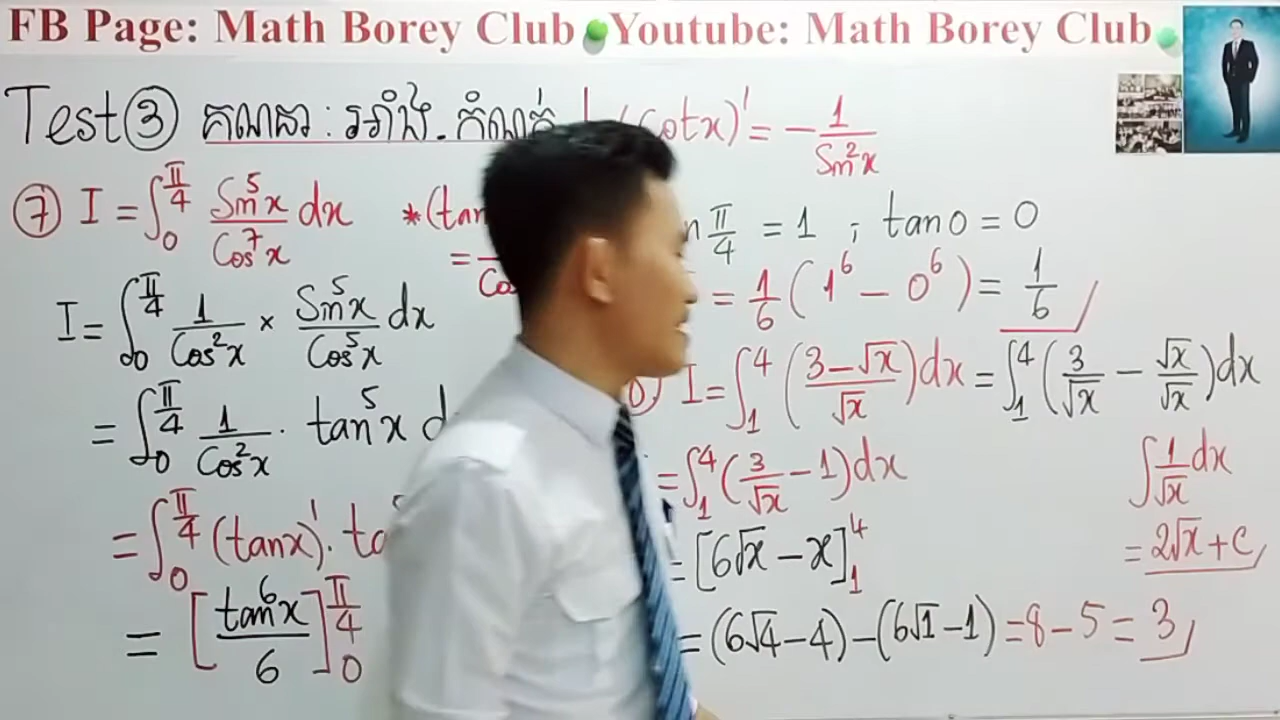 FB Page: Math Borey Club Youtube: Math Borey Club
Test ③ គណនា : អាំងតេក្រាលកំណត់
(Cotx)' = - 1/Sin²x
⑦ I = ∫₀^{π/4} Sin⁵x/Cos⁷x dx
I = ∫₀^{π/4} 1/Cos²x × Sin⁵x/Cos⁵x dx
= ∫₀^{π/4} 1/Cos²x · tan⁵x
= ∫₀^{π/4} (tanx)' ·
= [tan⁶x/6]₀^{π/4}
*(tan
=
π/4 = 1 ; tan0 = 0
= 1/6 (1⁶ - 0⁶) = 1/6
I = ∫₁⁴ (3-√x/√x)dx = ∫₁⁴ (3/√x - √x/√x)dx
= ∫₁⁴ (3/√x - 1)dx
= [6√x - x]₁⁴
= (6√4 - 4) - (6√1 - 1) = 8 - 5 = 3
∫ 1/√x dx
= 2√x + c